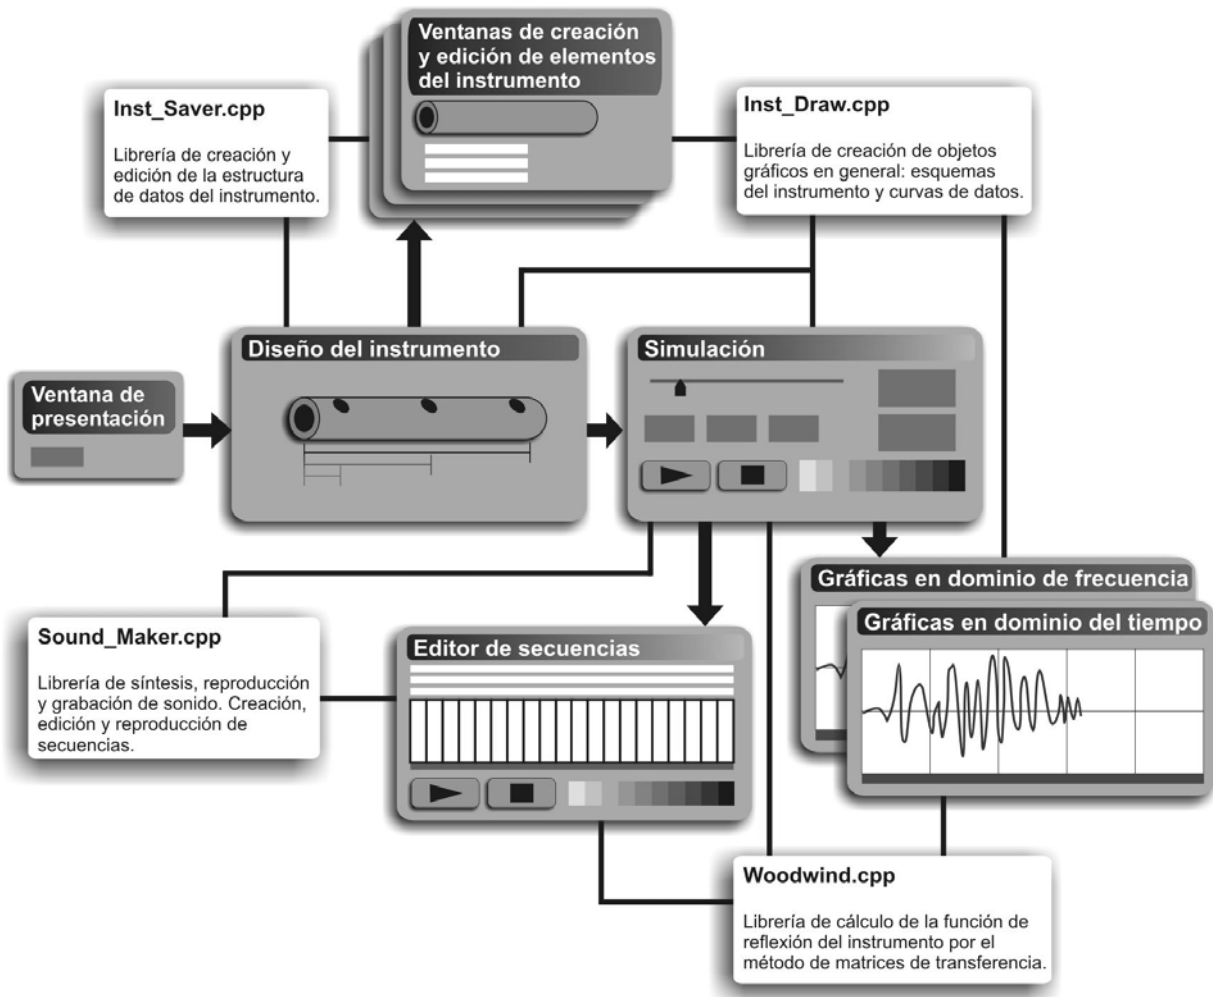 Ventanas de creación
y edición de elementos
del instrumento
Inst_Saver.cpp
Librería de creación y
edición de la estructura
de datos del instrumento.
Inst_Draw.cpp
Librería de creación de objetos
gráficos en general: esquemas
del instrumento y curvas de datos.
Ventana de
presentación
Diseño del instrumento
Simulación
Gráficas en dominio de frecuencia
Gráficas en dominio del tiempo
Sound_Maker.cpp
Librería de síntesis, reproducción
y grabación de sonido. Creación,
edición y reproducción de
secuencias.
Editor de secuencias
Woodwind.cpp
Librería de cálculo de la función de
reflexión del instrumento por el
método de matrices de transferencia.